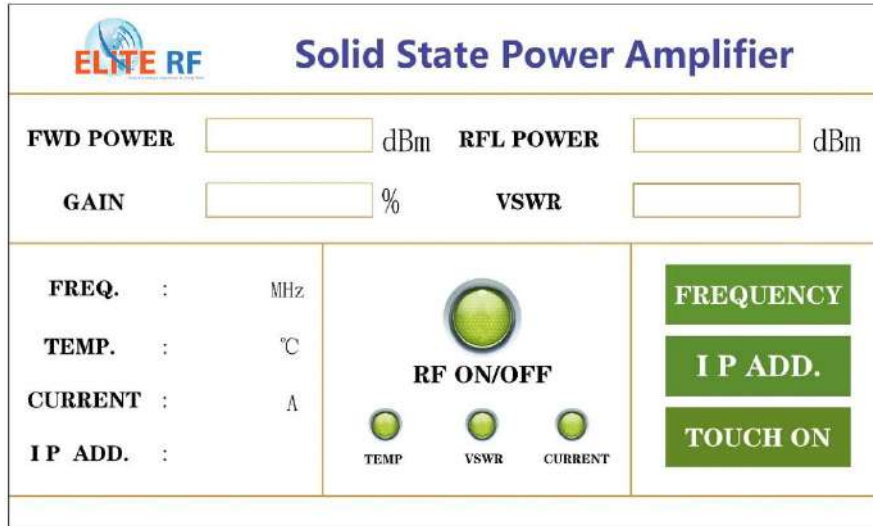 ELITE RF
Solid State Power Amplifier
FWD POWER dBm RFL POWER dBm
GAIN % VSWR
FREQ. : MHz
TEMP. : ℃
CURRENT : A
I P ADD. :
RF ON/OFF
TEMP VSWR CURRENT
FREQUENCY
I P ADD.
TOUCH ON